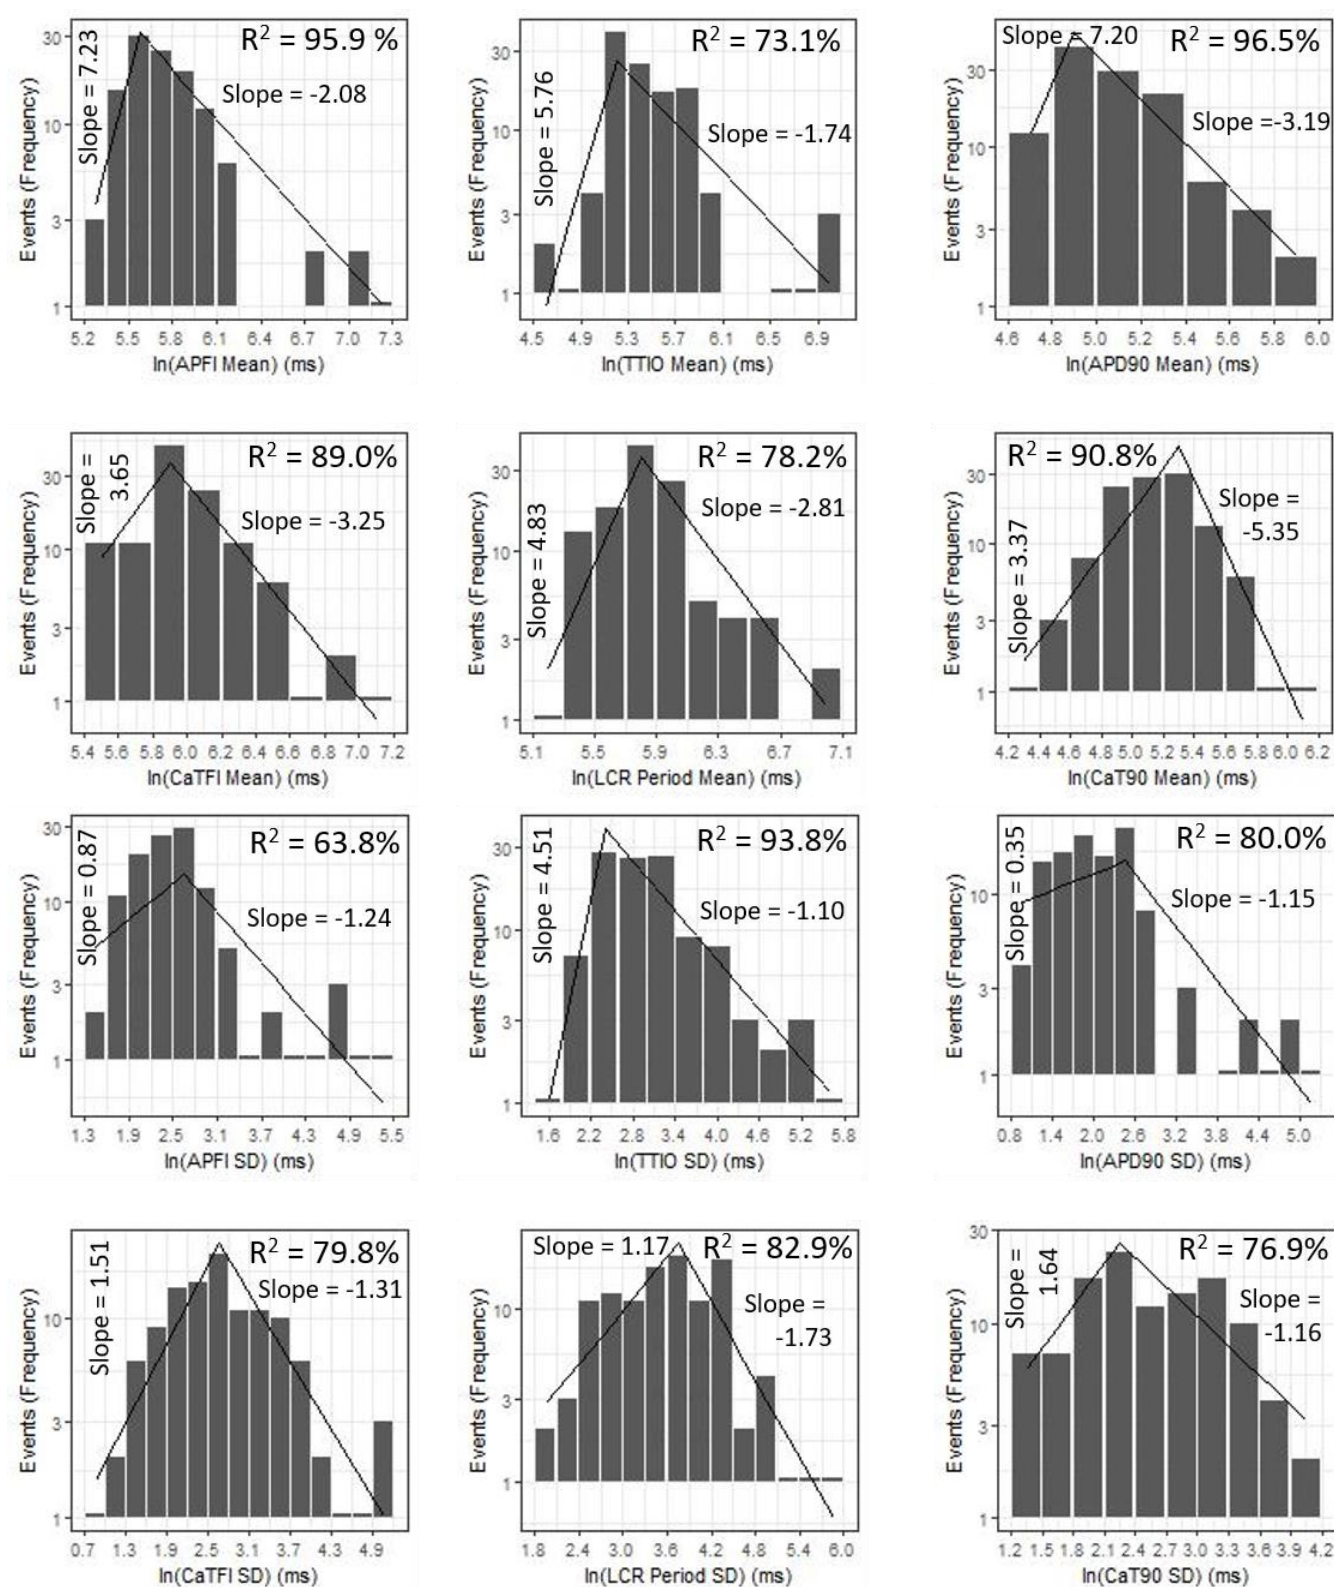 R² = 95.9 %
Slope = 7.23
Slope = -2.08
Events (Frequency)
30
10
3
1
5.2 5.5 5.8 6.1 6.4 6.7 7.0 7.3
ln(APFI Mean) (ms)
R² = 73.1%
Slope = 5.76
Slope = -1.74
Events (Frequency)
30
10
3
1
4.5 4.9 5.3 5.7 6.1 6.5 6.9
ln(TTIO Mean) (ms)
Slope = 7.20
R² = 96.5%
Slope =-3.19
Events (Frequency)
30
10
3
1
4.6 4.8 5.0 5.2 5.4 5.6 5.8 6.0
ln(APD90 Mean) (ms)
R² = 89.0%
Slope =
3.65
Slope = -3.25
Events (Frequency)
30
10
3
1
5.4 5.6 5.8 6.0 6.2 6.4 6.6 6.8 7.0 7.2
ln(CaTFI Mean) (ms)
R² = 78.2%
Slope = 4.83
Slope = -2.81
Events (Frequency)
30
10
3
1
5.1 5.5 5.9 6.3 6.7 7.1
ln(LCR Period Mean) (ms)
R² = 90.8%
Slope = 3.37
Slope =
-5.35
Events (Frequency)
30
10
3
1
4.2 4.4 4.6 4.8 5.0 5.2 5.4 5.6 5.8 6.0 6.2
ln(CaT90 Mean) (ms)
R² = 63.8%
Slope = 0.87
Slope = -1.24
Events (Frequency)
30
10
3
1
1.3 1.9 2.5 3.1 3.7 4.3 4.9 5.5
ln(APFI SD) (ms)
R² = 93.8%
Slope = 4.51
Slope = -1.10
Events (Frequency)
30
10
3
1
1.6 2.2 2.8 3.4 4.0 4.6 5.2 5.8
ln(TTIO SD) (ms)
R² = 80.0%
Slope = 0.35
Slope = -1.15
Events (Frequency)
10
3
1
0.8 1.4 2.0 2.6 3.2 3.8 4.4 5.0
ln(APD90 SD) (ms)
R² = 79.8%
Slope = 1.51
Slope = -1.31
Events (Frequency)
10
3
1
0.7 1.3 1.9 2.5 3.1 3.7 4.3 4.9
ln(CaTFI SD) (ms)
Slope = 1.17
R² = 82.9%
Slope =
-1.73
Events (Frequency)
10
3
1
1.8 2.4 3.0 3.6 4.2 4.8 5.4 6.0
ln(LCR Period SD) (ms)
R² = 76.9%
Slope =
1.64
Slope =
-1.16
Events (Frequency)
30
10
3
1
1.2 1.5 1.8 2.1 2.4 2.7 3.0 3.3 3.6 3.9 4.2
ln(CaT90 SD) (ms)